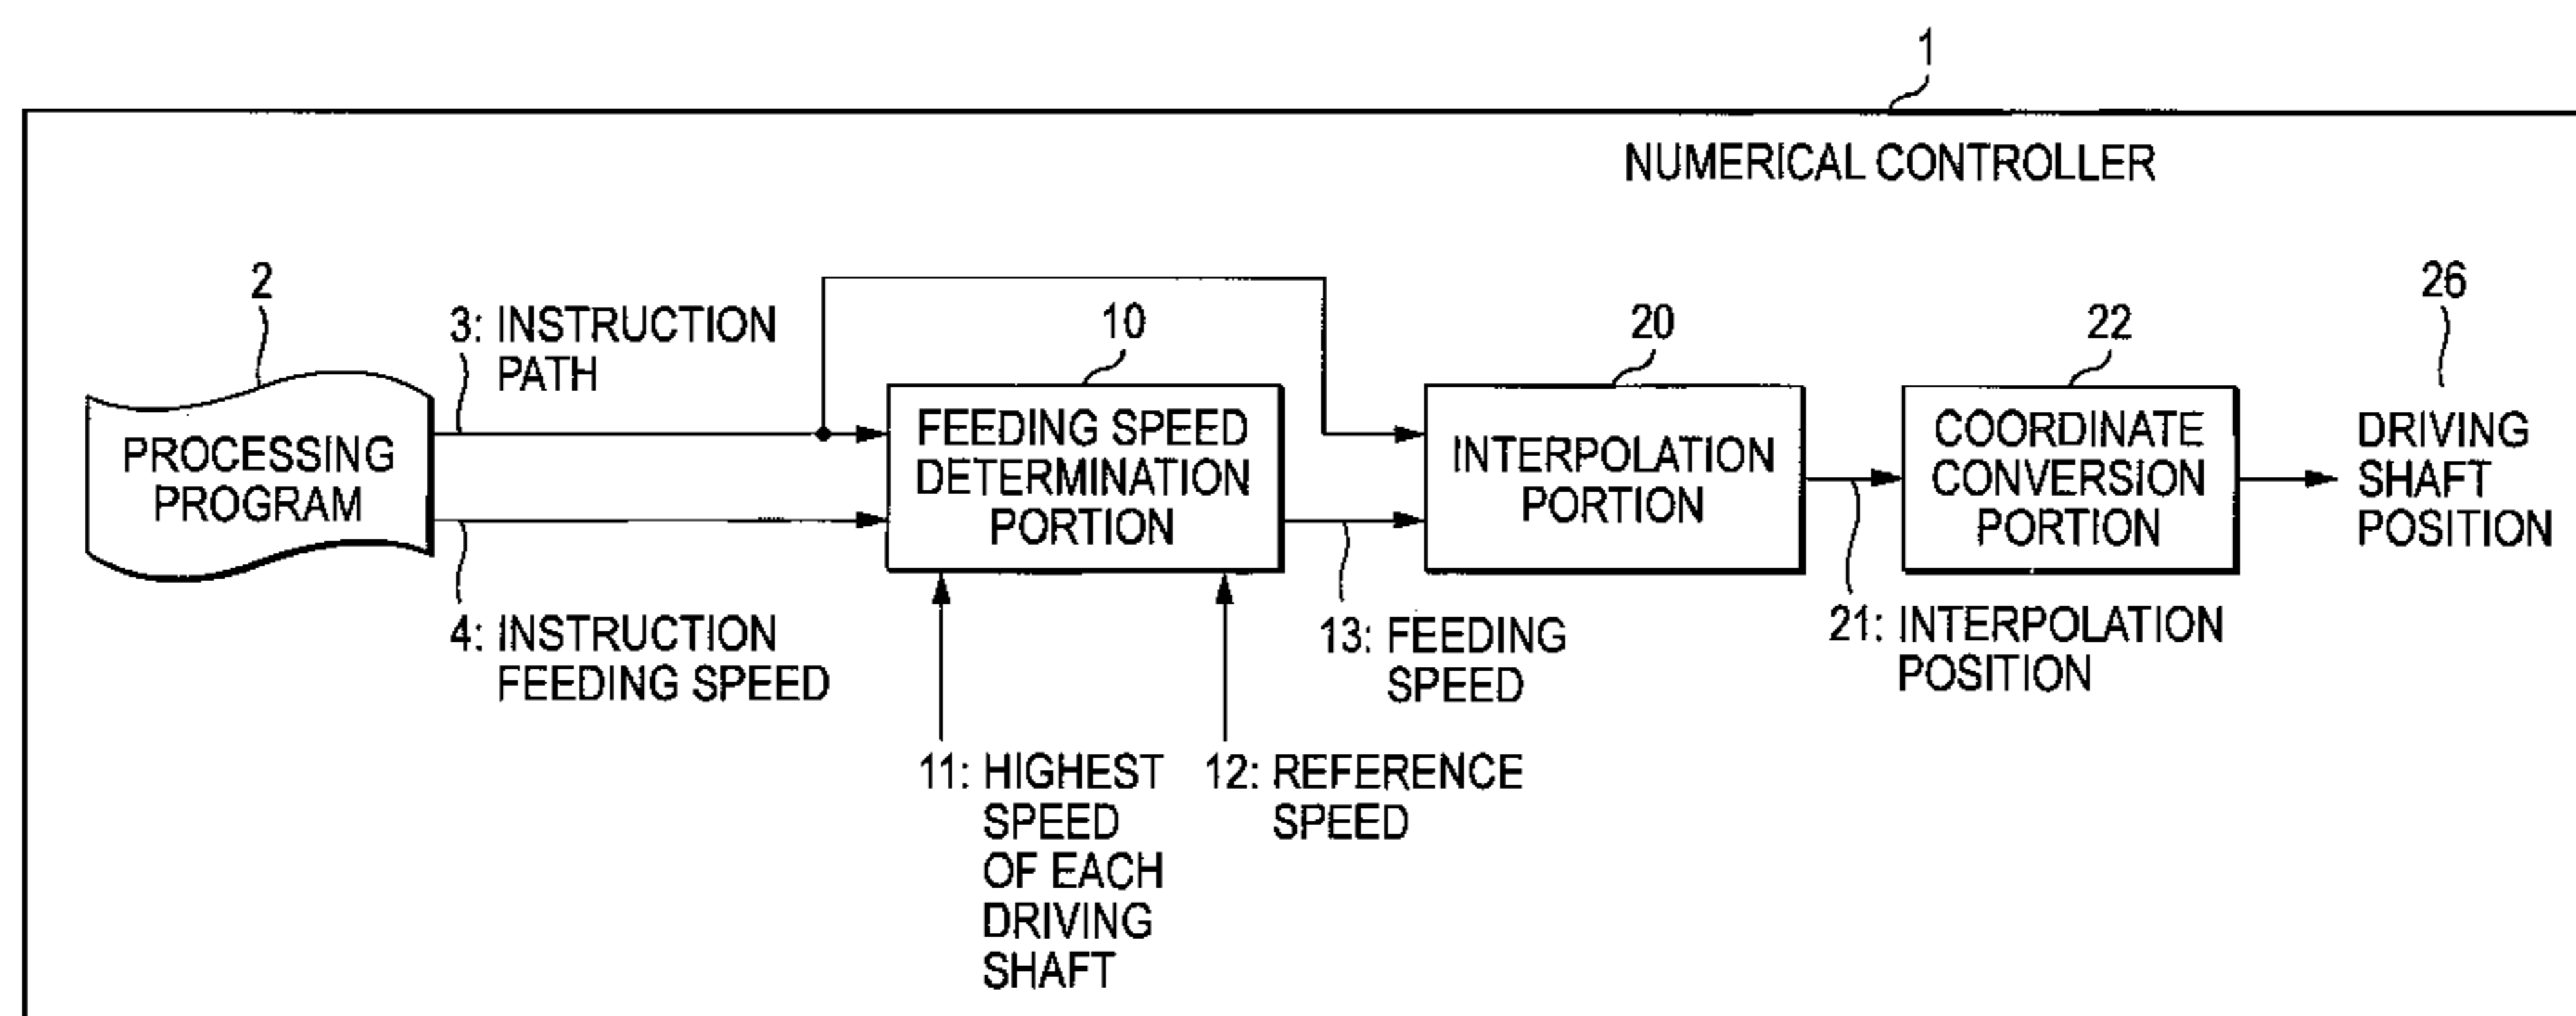 1
NUMERICAL CONTROLLER
2
3: INSTRUCTION
PATH
10
20
22
26
PROCESSING
PROGRAM
FEEDING SPEED
DETERMINATION
PORTION
INTERPOLATION
PORTION
COORDINATE
CONVERSION
PORTION
DRIVING
SHAFT
POSITION
4: INSTRUCTION
FEEDING SPEED
13: FEEDING
SPEED
21: INTERPOLATION
POSITION
11: HIGHEST
SPEED
OF EACH
DRIVING
SHAFT
12: REFERENCE
SPEED